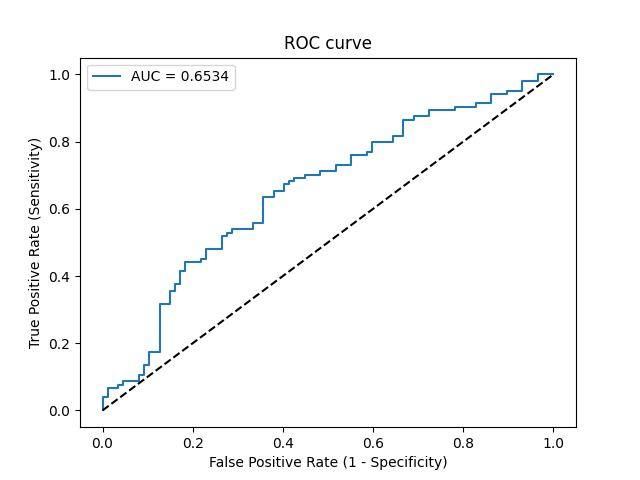 ROC curve
AUC = 0.6534
True Positive Rate (Sensitivity)
1.0
0.8
0.6
0.4
0.2
0.0
0.0 0.2 0.4 0.6 0.8 1.0
False Positive Rate (1 - Specificity)